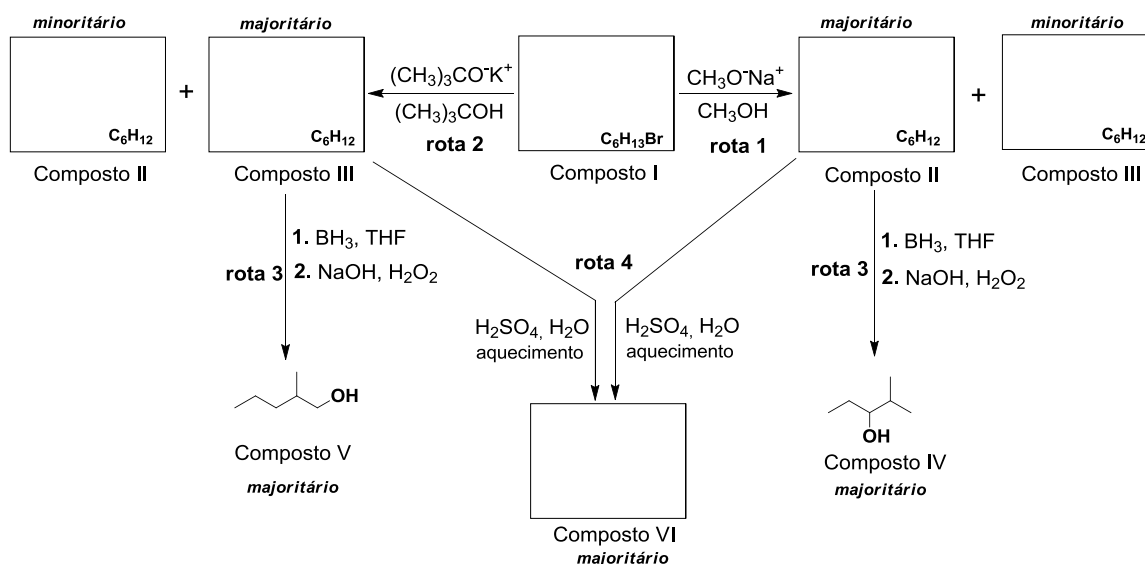 minoritário
C6H12
Composto II
+
majoritário
C6H12
Composto III
(CH3)3CO-K+
(CH3)3COH
rota 2
C6H13Br
Composto I
CH3O-Na+
CH3OH
rota 1
majoritário
C6H12
Composto II
+
minoritário
C6H12
Composto III
rota 3
1. BH3, THF
2. NaOH, H2O2
rota 4
rota 3
1. BH3, THF
2. NaOH, H2O2
H2SO4, H2O
aquecimento
H2SO4, H2O
aquecimento
OH
Composto V
majoritário
OH
Composto IV
majoritário
Composto VI
maioritário